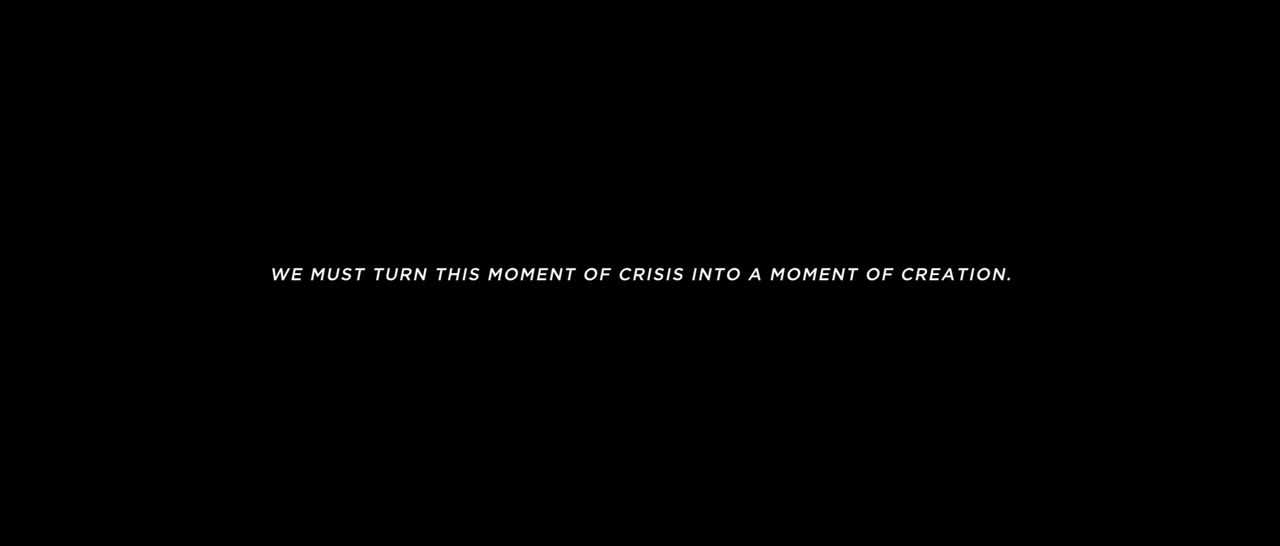 WE MUST TURN THIS MOMENT OF CRISIS INTO A MOMENT OF CREATION.